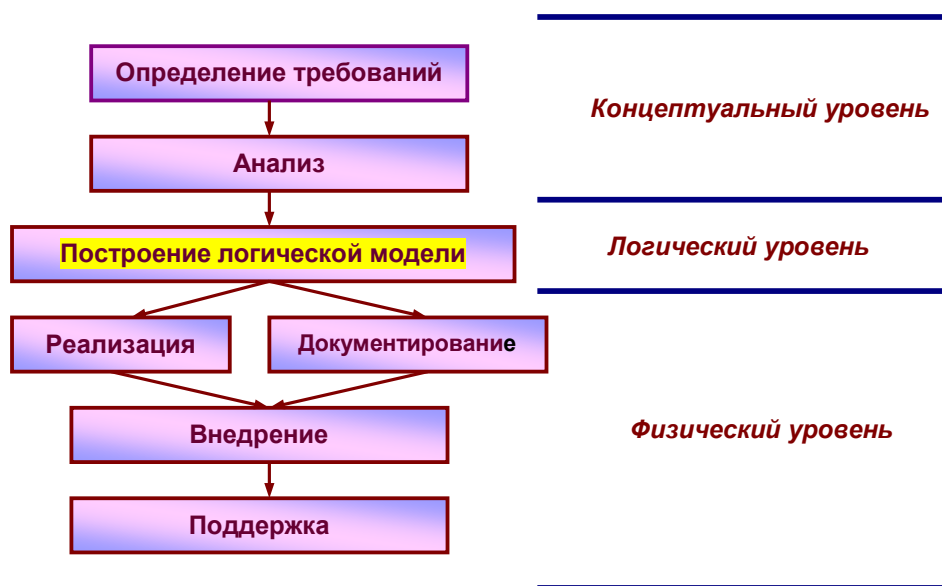 Определение требований
Концептуальный уровень
Анализ
Построение логической модели
Логический уровень
Реализация
Документирование
Внедрение
Физический уровень
Поддержка